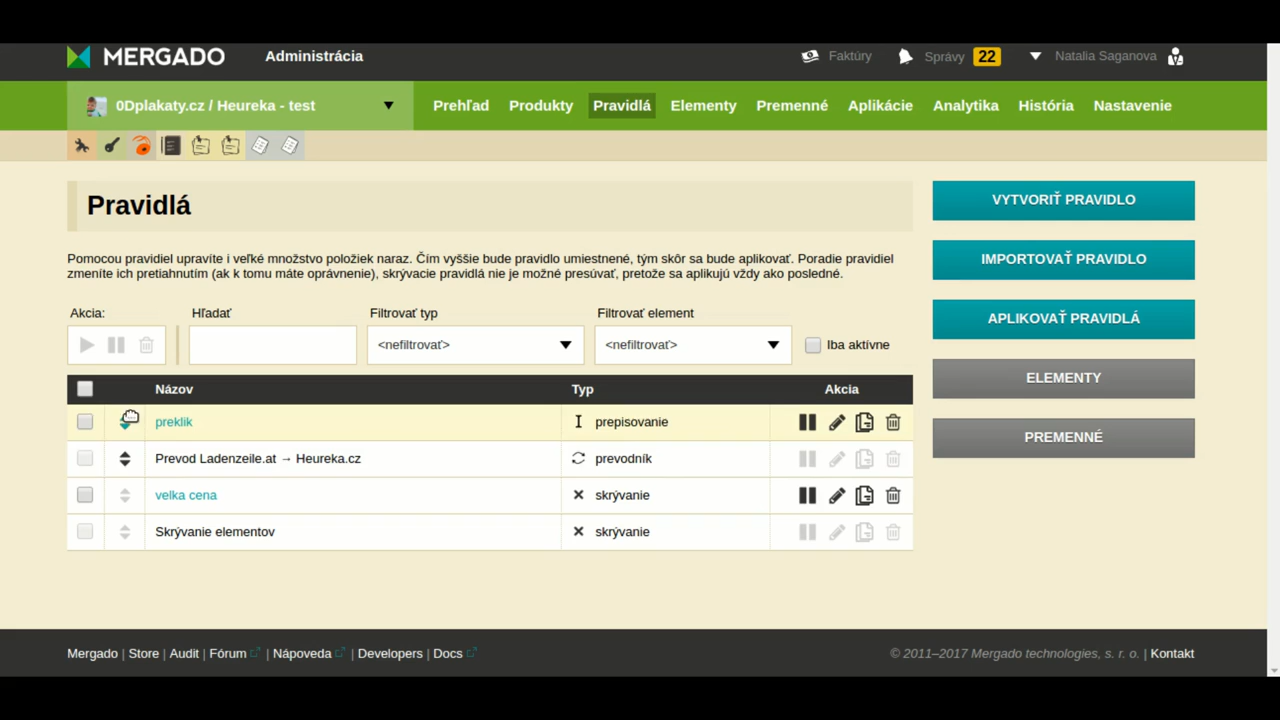 MERGADO Administrácia Faktúry Správy 22 Natalia Saganova
0Dplakaty.cz / Heureka - test Prehľad Produkty Pravidlá Elementy Premenné Aplikácie Analytika História Nastavenie
Pravidlá
Pomocou pravidiel upravíte i veľké množstvo položiek naraz. Čím vyššie bude pravidlo umiestnené, tým skôr sa bude aplikovať. Poradie pravidiel
zmeníte ich pretiahnutím (ak k tomu máte oprávnenie), skrývacie pravidlá nie je možné presúvať, pretože sa aplikujú vždy ako posledné.
Akcia: Hľadať Filtrovať typ Filtrovať element
<nefiltrovať> <nefiltrovať> Iba aktívne
Názov Typ Akcia
preklik prepisovanie
Prevod Ladenzeile.at → Heureka.cz prevodník
velka cena skrývanie
Skrývanie elementov skrývanie
VYTVORIŤ PRAVIDLO
IMPORTOVAŤ PRAVIDLO
APLIKOVAŤ PRAVIDLÁ
ELEMENTY
PREMENNÉ
Mergado | Store | Audit | Fórum | Nápoveda | Developers | Docs © 2011–2017 Mergado technologies, s. r. o. | Kontakt